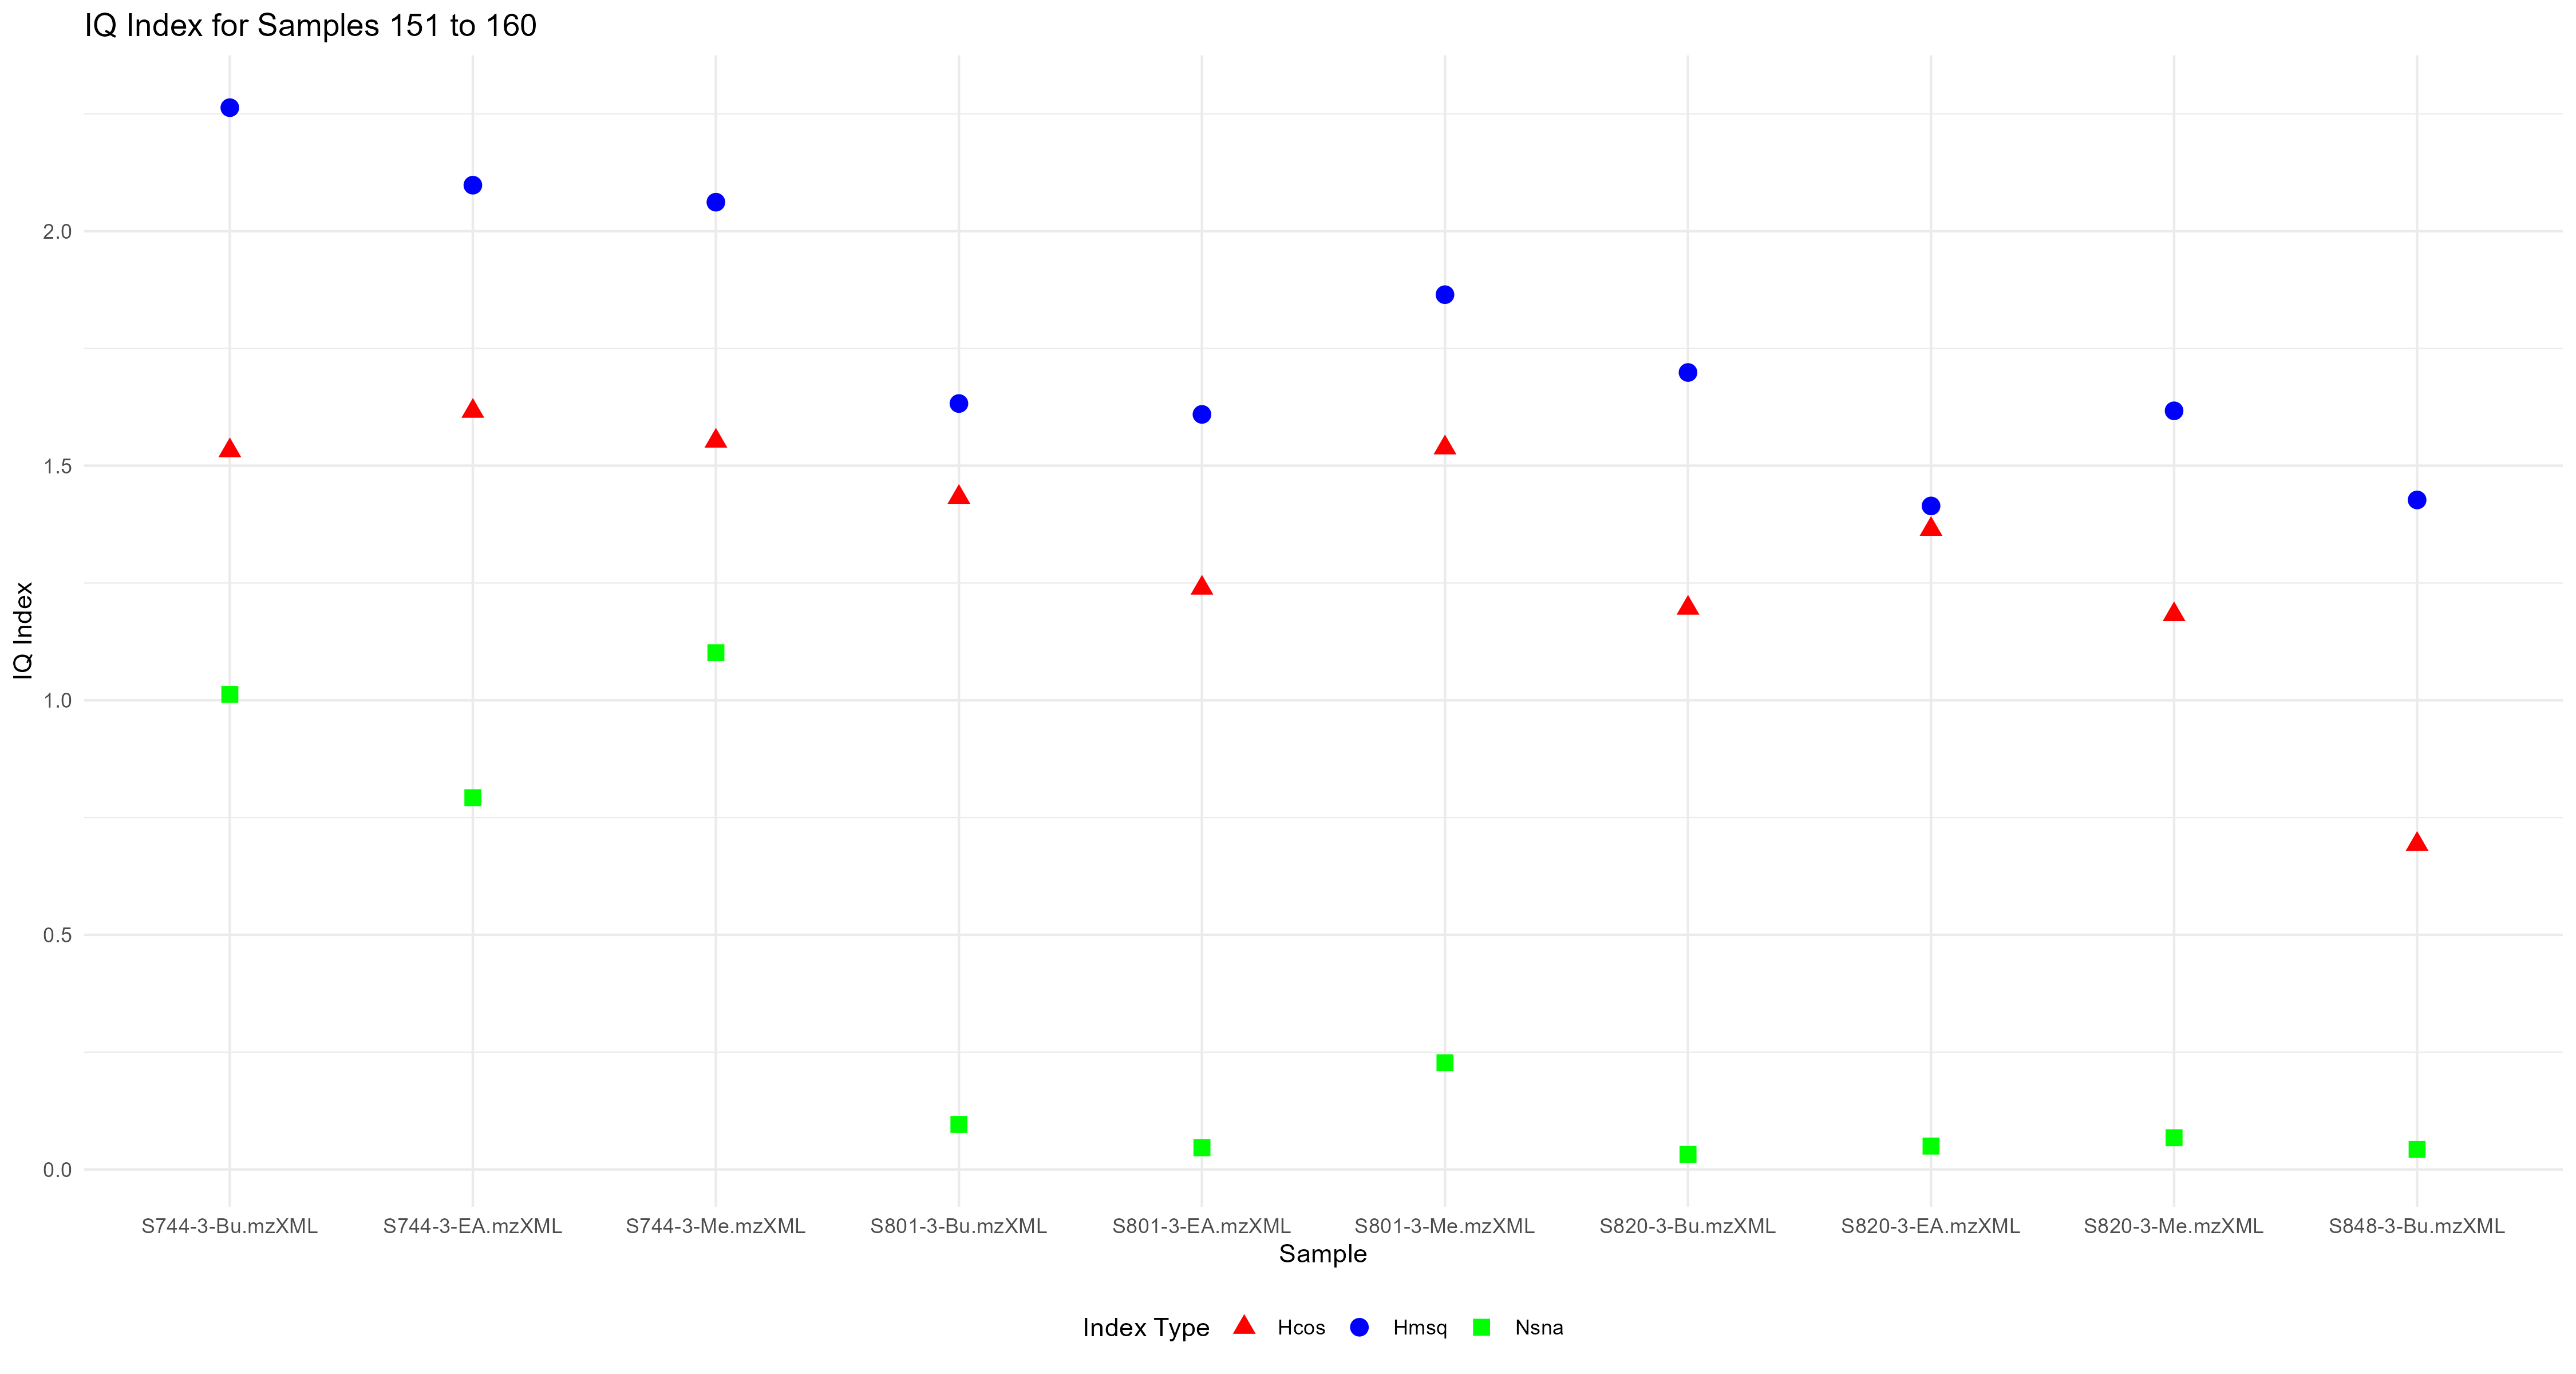 IQ Index for Samples 151 to 160
IQ Index
2.0
1.5
1.0
0.5
0.0
S744-3-Bu.mzXML S744-3-EA.mzXML S744-3-Me.mzXML S801-3-Bu.mzXML S801-3-EA.mzXML S801-3-Me.mzXML S820-3-Bu.mzXML S820-3-EA.mzXML S820-3-Me.mzXML S848-3-Bu.mzXML
Sample
Index Type Hcos Hmsq Nsna